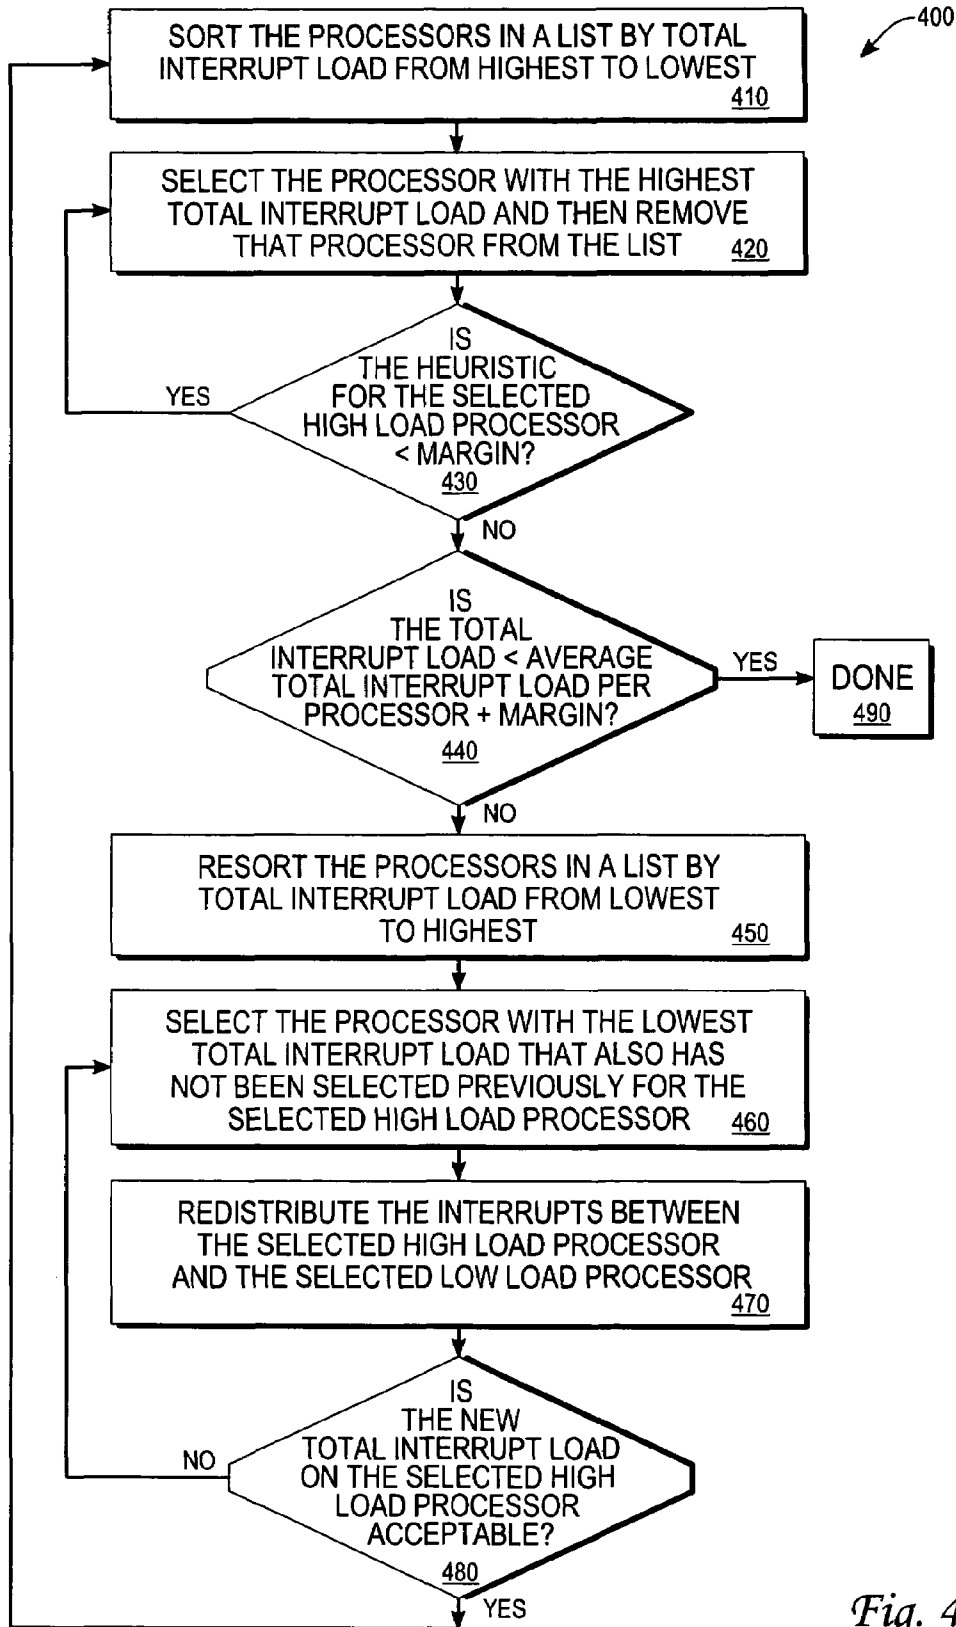 400
SORT THE PROCESSORS IN A LIST BY TOTAL
INTERRUPT LOAD FROM HIGHEST TO LOWEST
410
SELECT THE PROCESSOR WITH THE HIGHEST
TOTAL INTERRUPT LOAD AND THEN REMOVE
THAT PROCESSOR FROM THE LIST 420
IS
THE HEURISTIC
FOR THE SELECTED
HIGH LOAD PROCESSOR
< MARGIN?
430
YES
NO
IS
THE TOTAL
INTERRUPT LOAD < AVERAGE
TOTAL INTERRUPT LOAD PER
PROCESSOR + MARGIN?
440
YES
DONE
490
NO
RESORT THE PROCESSORS IN A LIST BY
TOTAL INTERRUPT LOAD FROM LOWEST
TO HIGHEST 450
SELECT THE PROCESSOR WITH THE LOWEST
TOTAL INTERRUPT LOAD THAT ALSO HAS
NOT BEEN SELECTED PREVIOUSLY FOR THE
SELECTED HIGH LOAD PROCESSOR 460
REDISTRIBUTE THE INTERRUPTS BETWEEN
THE SELECTED HIGH LOAD PROCESSOR
AND THE SELECTED LOW LOAD PROCESSOR
470
IS
THE NEW
TOTAL INTERRUPT LOAD
ON THE SELECTED HIGH
LOAD PROCESSOR
ACCEPTABLE?
480
NO
YES
Fig. 4